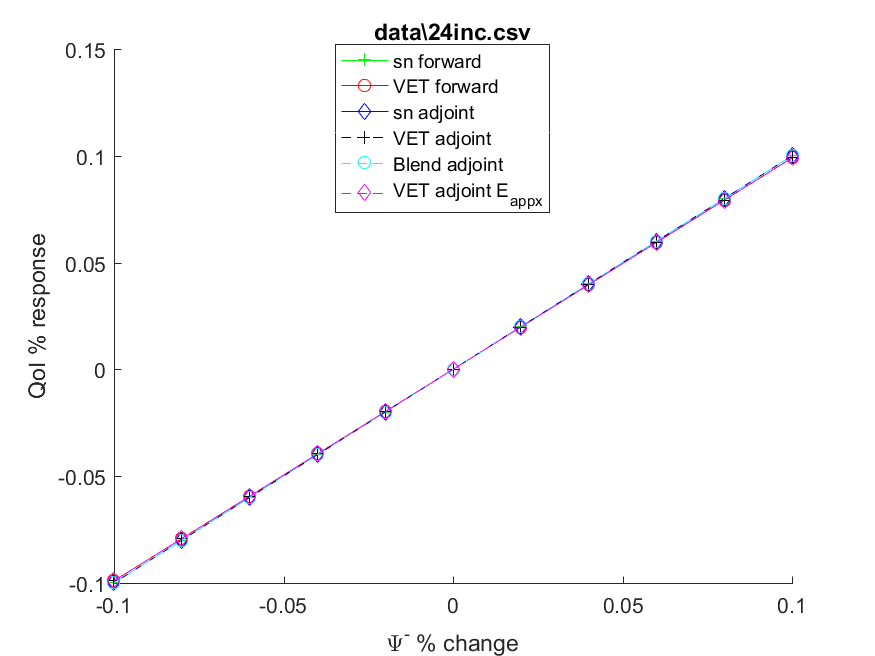 data\24inc.csv
sn forward
VET forward
sn adjoint
VET adjoint
Blend adjoint
VET adjoint E_appx
0.15
0.1
0.05
0
-0.05
-0.1
QoI % response
-0.1
-0.05
0
0.05
0.1
Ψ⁻ % change